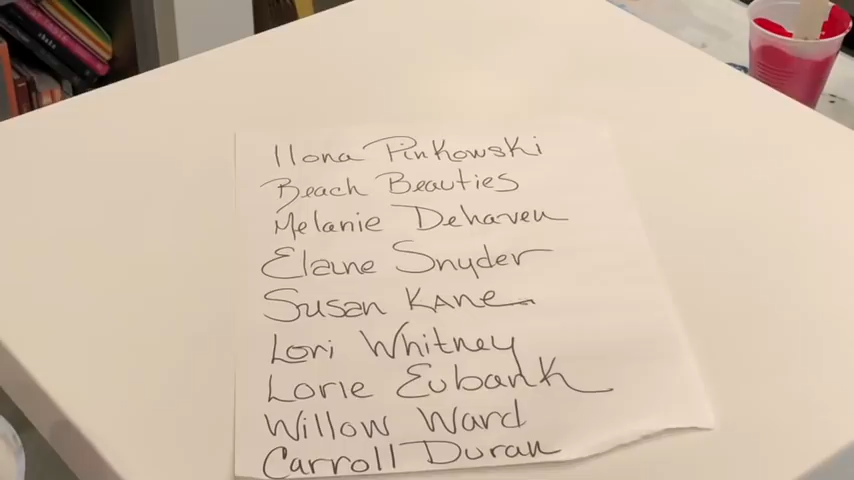 Ilona Pinkowski
Beach Beauties
Melanie Dehaven
Elaine Snyder
Susan Kane
Lori Whitney
Lorie Eubank
Willow Ward
Carroll Duran